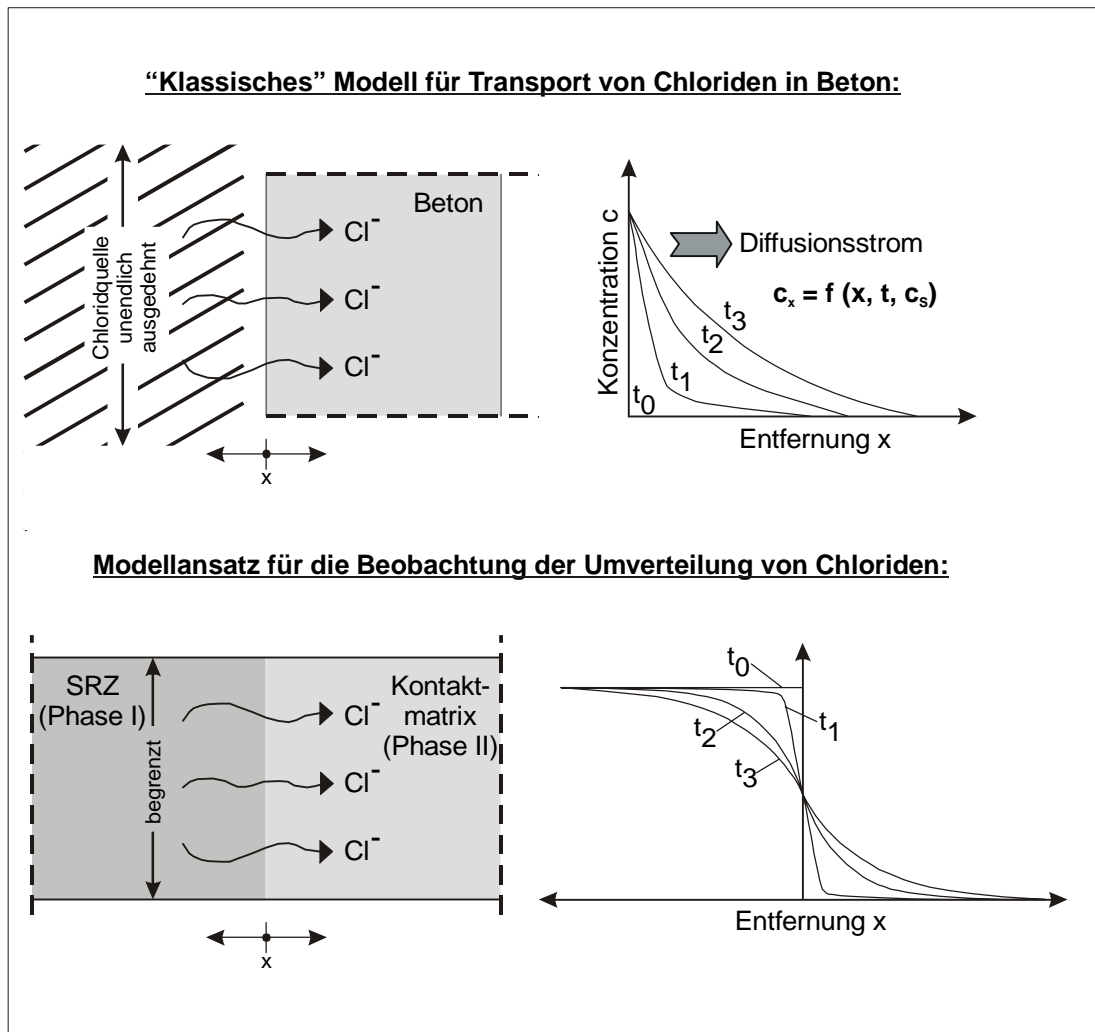 “Klassisches” Modell für Transport von Chloriden in Beton:
Chloridquelle
unendlich
ausgedehnt
Beton
Cl⁻
Cl⁻
Cl⁻
x
Konzentration c
Diffusionsstrom
cₓ = f (x, t, cₛ)
t₃
t₂
t₁
t₀
Entfernung x
Modellansatz für die Beobachtung der Umverteilung von Chloriden:
SRZ
(Phase I)
begrenzt
Kontakt-
matrix
(Phase II)
Cl⁻
Cl⁻
Cl⁻
x
t₀
t₁
t₂
t₃
Entfernung x